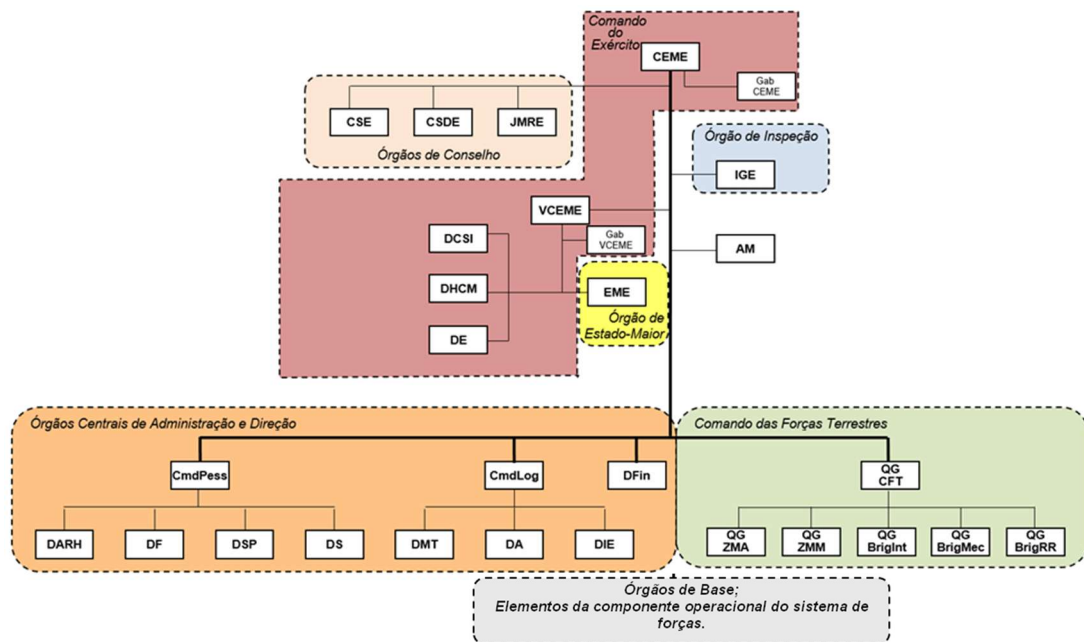 Comando
do
Exército
CEME
Gab
CEME
CSE
CSDE
JMRE
Órgãos de Conselho
Órgão de Inspeção
IGE
VCEME
Gab
VCEME
DCSI
AM
DHCM
EME
Órgão de
Estado-Maior
DE
Órgãos Centrais de Administração e Direção
Comando das Forças Terrestres
CmdPess
CmdLog
DFin
QG
CFT
DARH
DF
DSP
DS
DMT
DA
DIE
QG
ZMA
QG
ZMM
QG
BrigInt
QG
BrigMec
QG
BrigRR
Órgãos de Base;
Elementos da componente operacional do sistema de
forças.